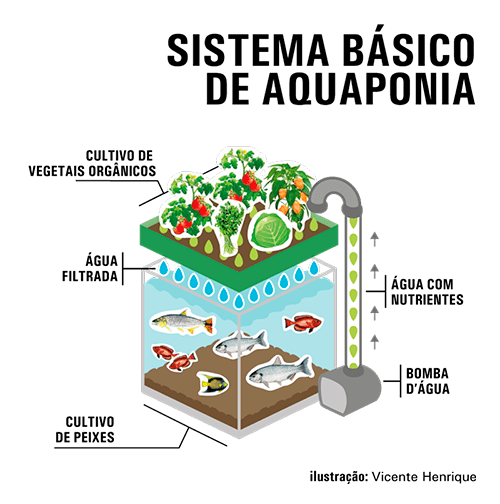 SISTEMA BÁSICO
DE AQUAPONIA
CULTIVO DE
VEGETAIS ORGÂNICOS
ÁGUA
FILTRADA
ÁGUA COM
NUTRIENTES
BOMBA
D'ÁGUA
CULTIVO
DE PEIXES
ilustração: Vicente Henrique